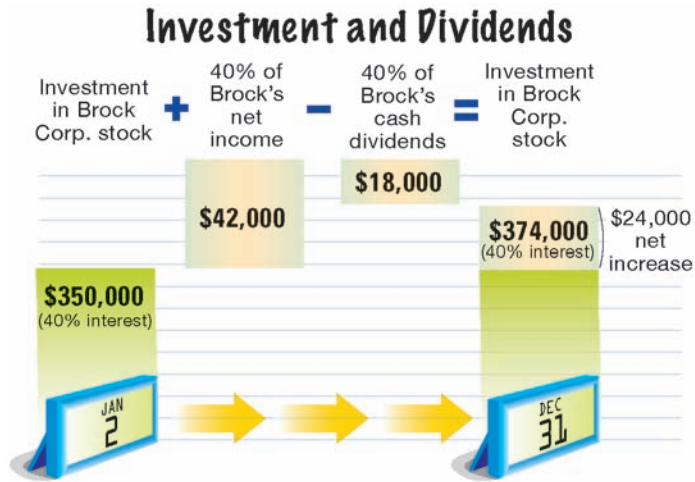 Investment and Dividends
Investment
in Brock
Corp. stock
+
40% of
Brock's
net
income
−
40% of
Brock's
cash
dividends
=
Investment
in Brock
Corp.
stock
$42,000
$18,000
$374,000
(40% interest)
$24,000
net
increase
$350,000
(40% interest)
JAN
2
DEC
31